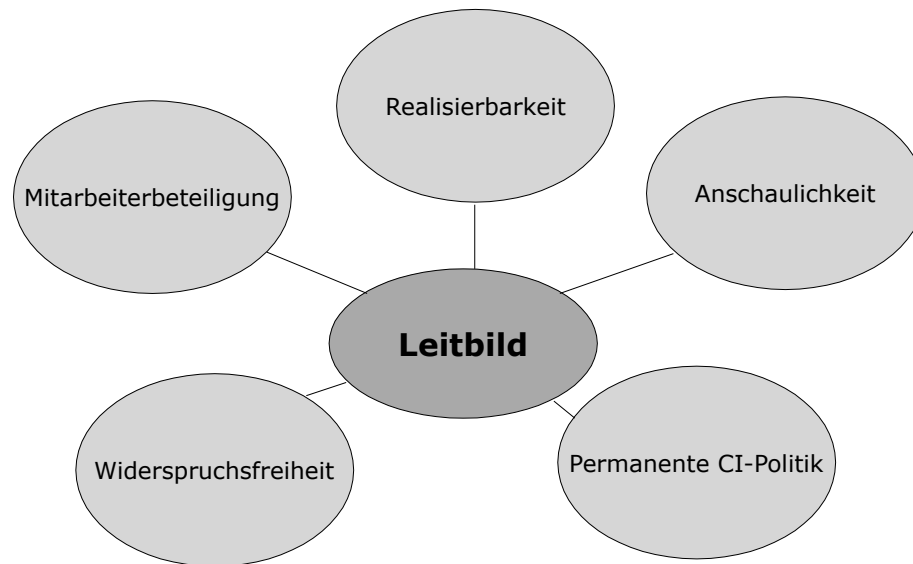 Realisierbarkeit
Mitarbeiterbeteiligung
Anschaulichkeit
Leitbild
Widerspruchsfreiheit
Permanente CI-Politik